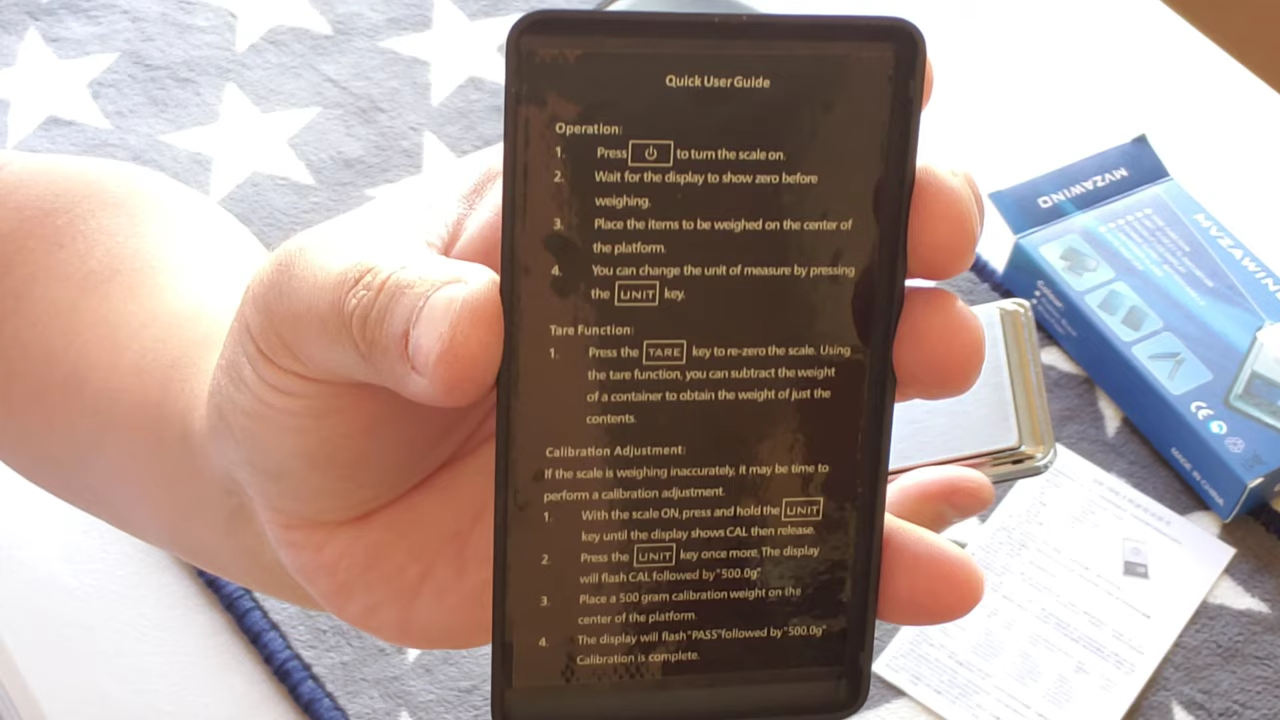 Quick User Guide
Operation:
1. Press to turn the scale on.
2. Wait for the display to show zero before
weighing.
3. Place the items to be weighed on the center of
the platform.
4. You can change the unit of measure by pressing
the UNIT key.
Tare Function:
1. Press the TARE key to re-zero the scale. Using
the tare function, you can subtract the weight
of a container to obtain the weight of just the
contents.
Calibration Adjustment:
If the scale is weighing inaccurately, it may be time to
perform a calibration adjustment.
1. With the scale ON, press and hold the UNIT
key until the display shows CAL then release.
2. Press the UNIT key once more. The display
will flash CAL followed by "500.0g"
3. Place a 500 gram calibration weight on the
center of the platform.
4. The display will flash "PASS" followed by "500.0g"
Calibration is complete.
MVZAWINO
MVZAWIN
CE
MADE IN CHINA